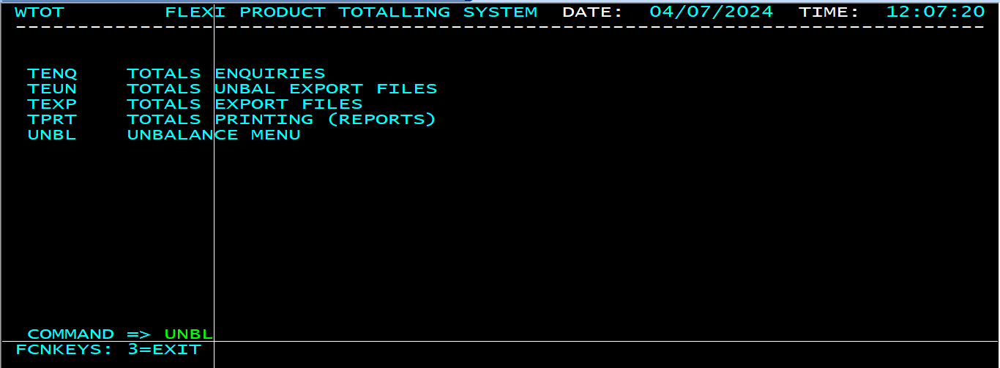 WTOT FLEXI PRODUCT TOTALLING SYSTEM DATE: 04/07/2024 TIME: 12:07:20
------------------------------------------------------------------------------
TENQ TOTALS ENQUIRIES
TEUN TOTALS UNBAL EXPORT FILES
TEXP TOTALS EXPORT FILES
TPRT TOTALS PRINTING (REPORTS)
UNBL UNBALANCE MENU
COMMAND => UNBL
FCNKEYS: 3=EXIT